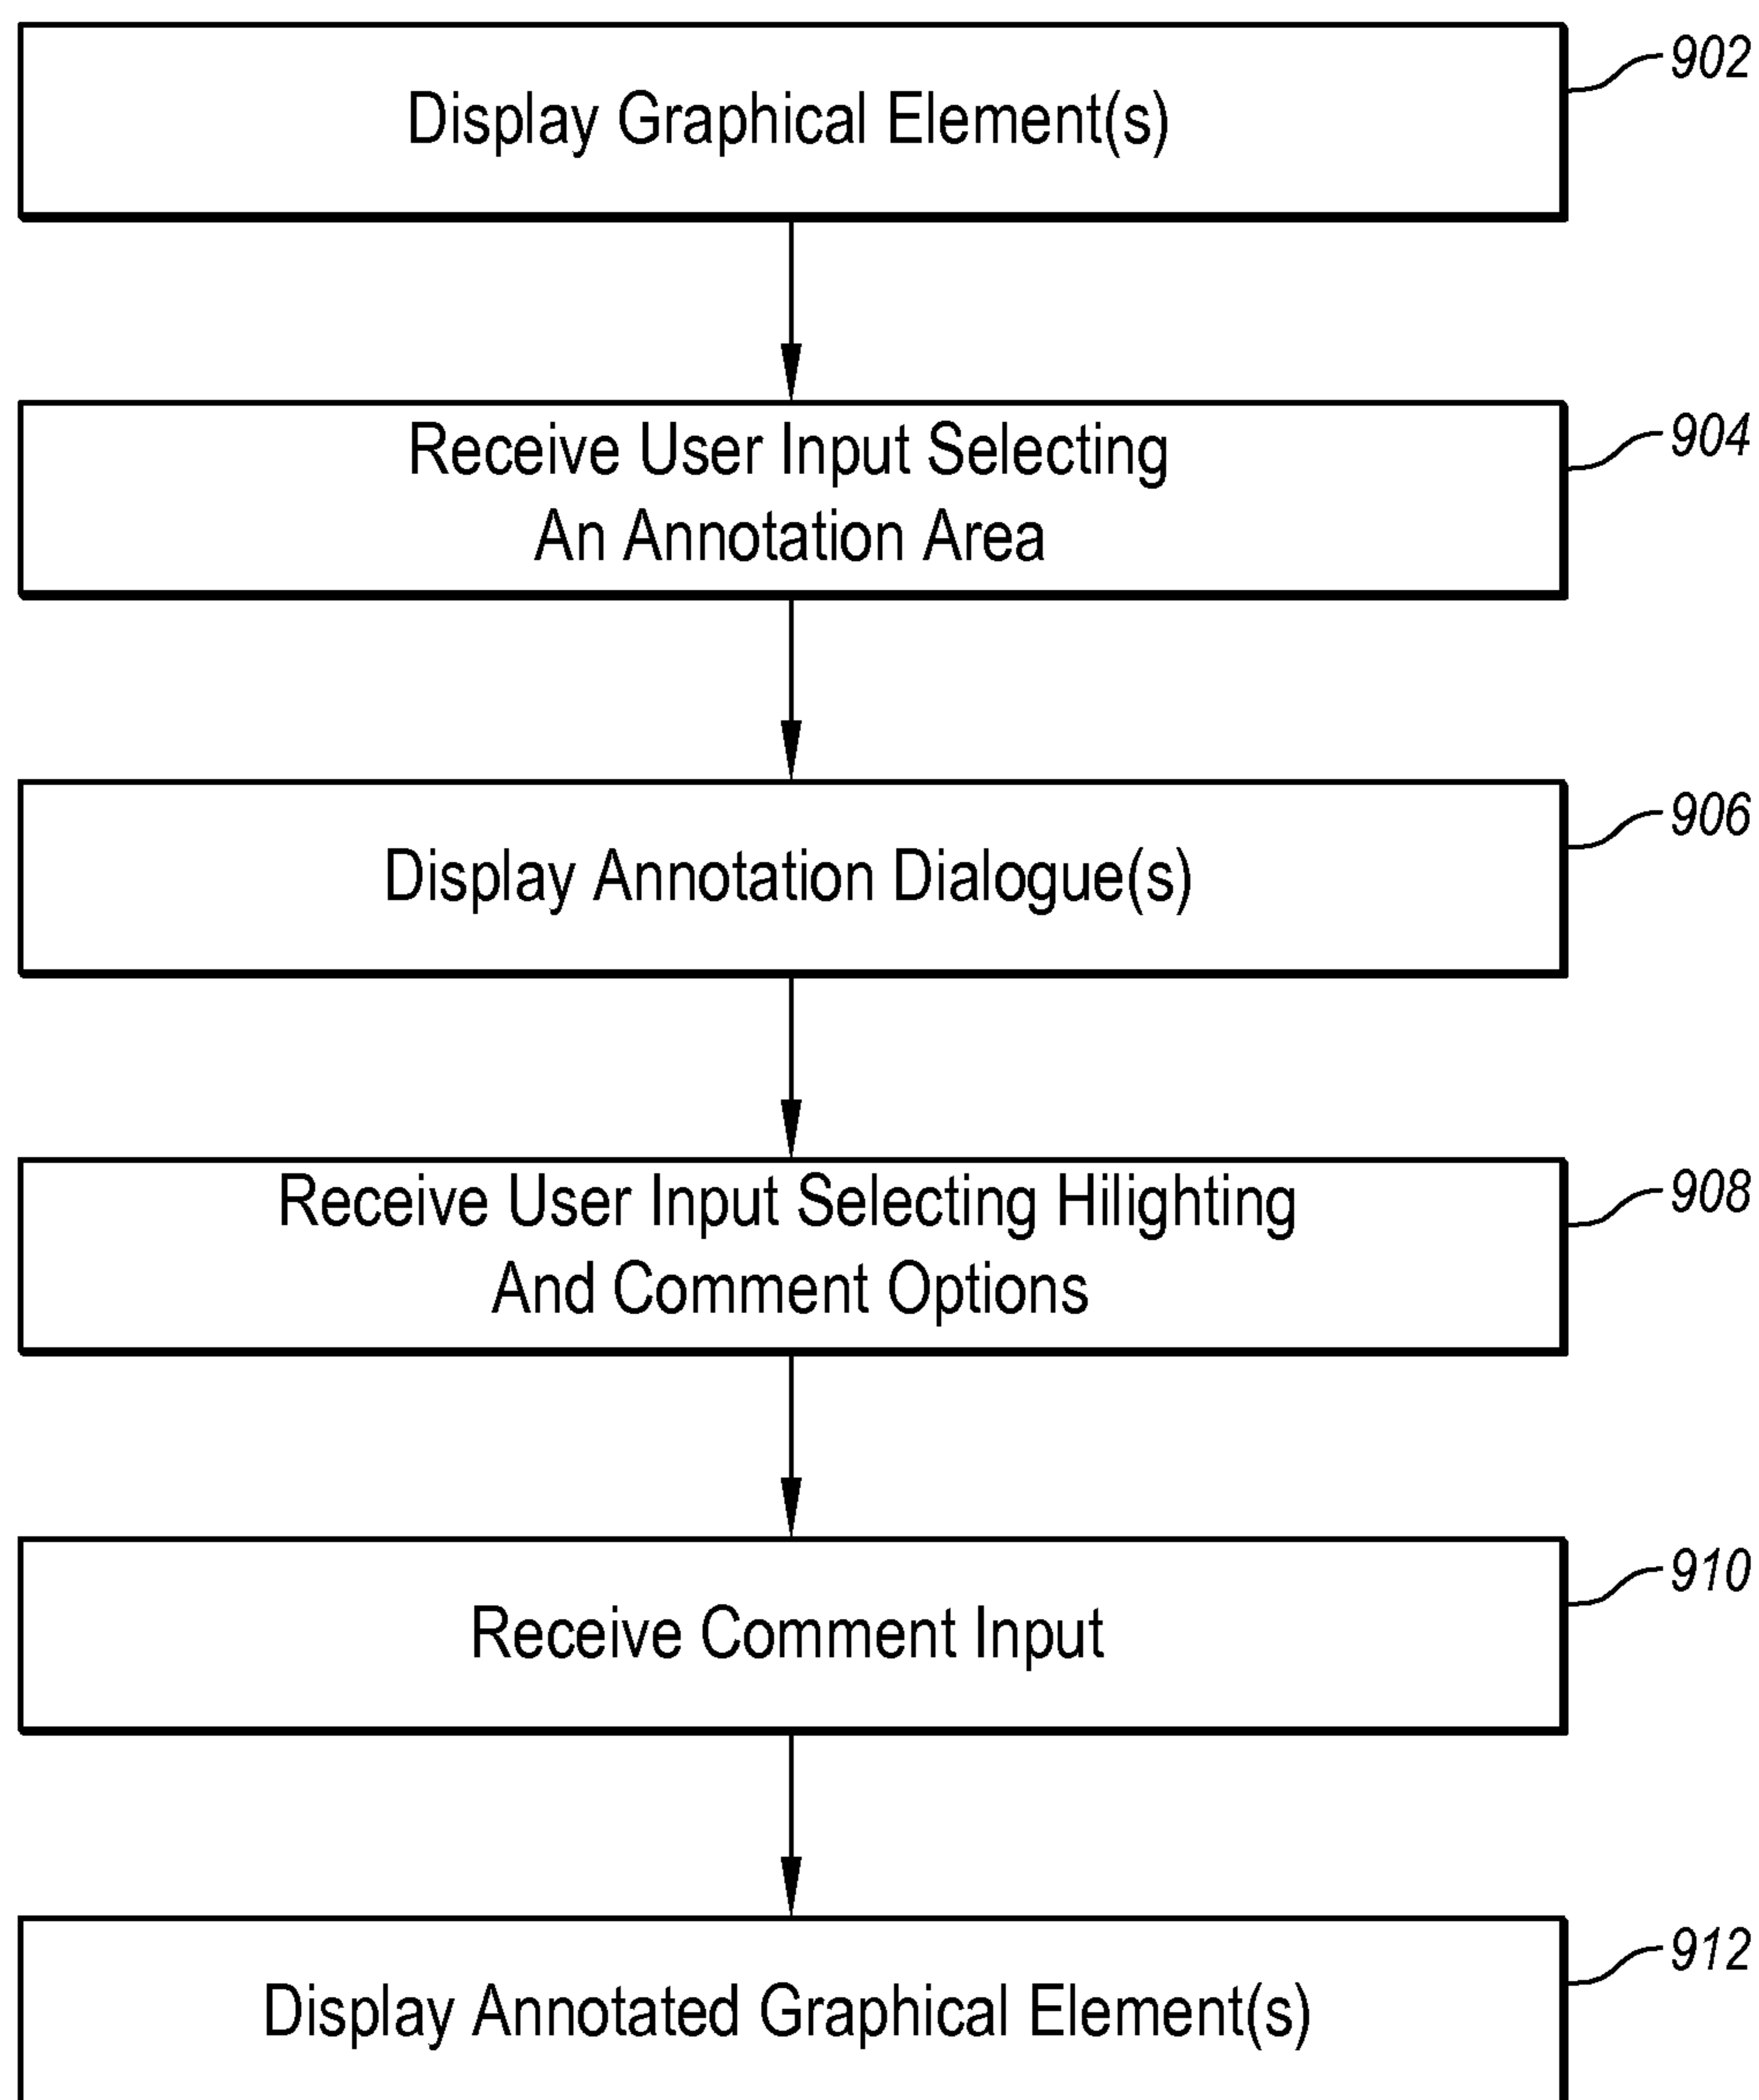 Display Graphical Element(s)
902
Receive User Input Selecting
An Annotation Area
904
Display Annotation Dialogue(s)
906
Receive User Input Selecting Hilighting
And Comment Options
908
Receive Comment Input
910
Display Annotated Graphical Element(s)
912